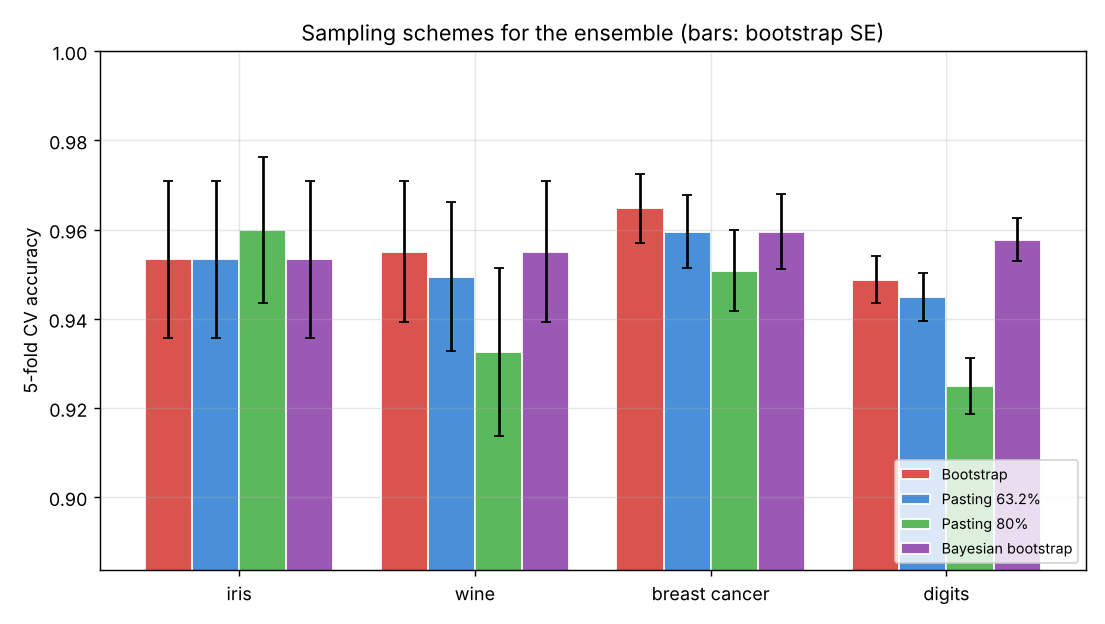 Sampling schemes for the ensemble (bars: bootstrap SE)
5-fold CV accuracy
1.00
0.98
0.96
0.94
0.92
0.90
iris
wine
breast cancer
digits
Bootstrap
Pasting 63.2%
Pasting 80%
Bayesian bootstrap